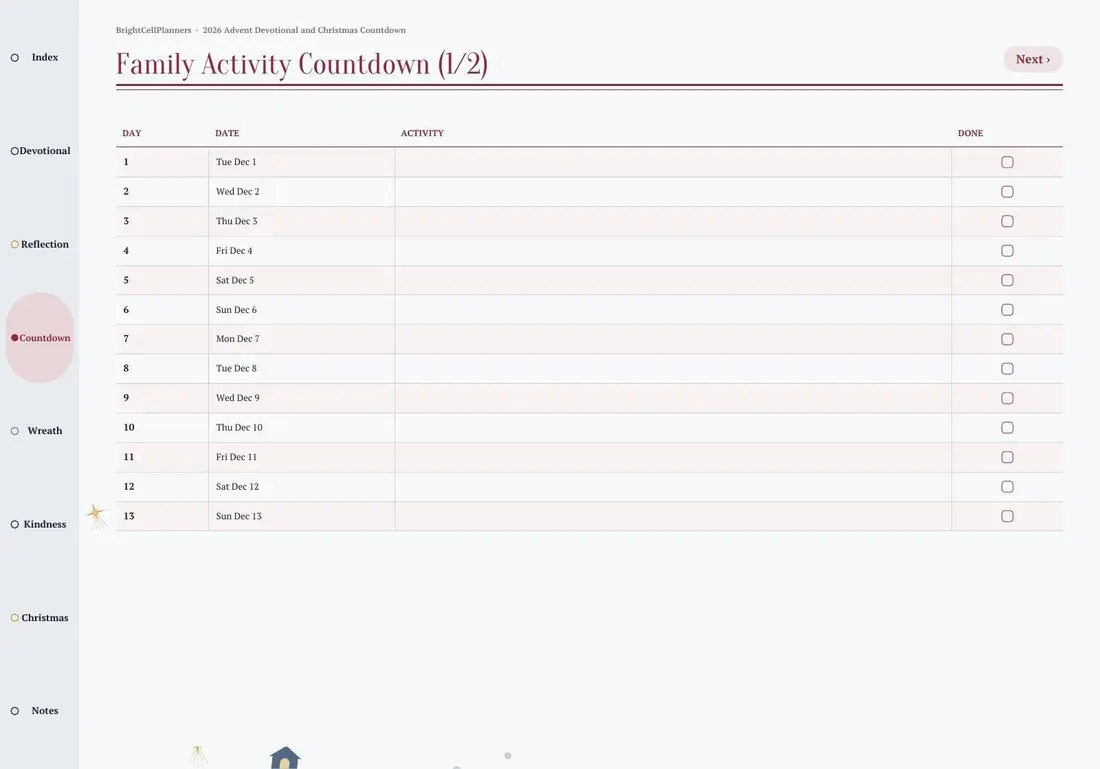 BrightCellPlanners · 2026 Advent Devotional and Christmas Countdown
Family Activity Countdown (1/2)
Next ›
Index
Devotional
Reflection
Countdown
Wreath
Kindness
Christmas
Notes
DAY DATE ACTIVITY DONE
1 Tue Dec 1
2 Wed Dec 2
3 Thu Dec 3
4 Fri Dec 4
5 Sat Dec 5
6 Sun Dec 6
7 Mon Dec 7
8 Tue Dec 8
9 Wed Dec 9
10 Thu Dec 10
11 Fri Dec 11
12 Sat Dec 12
13 Sun Dec 13